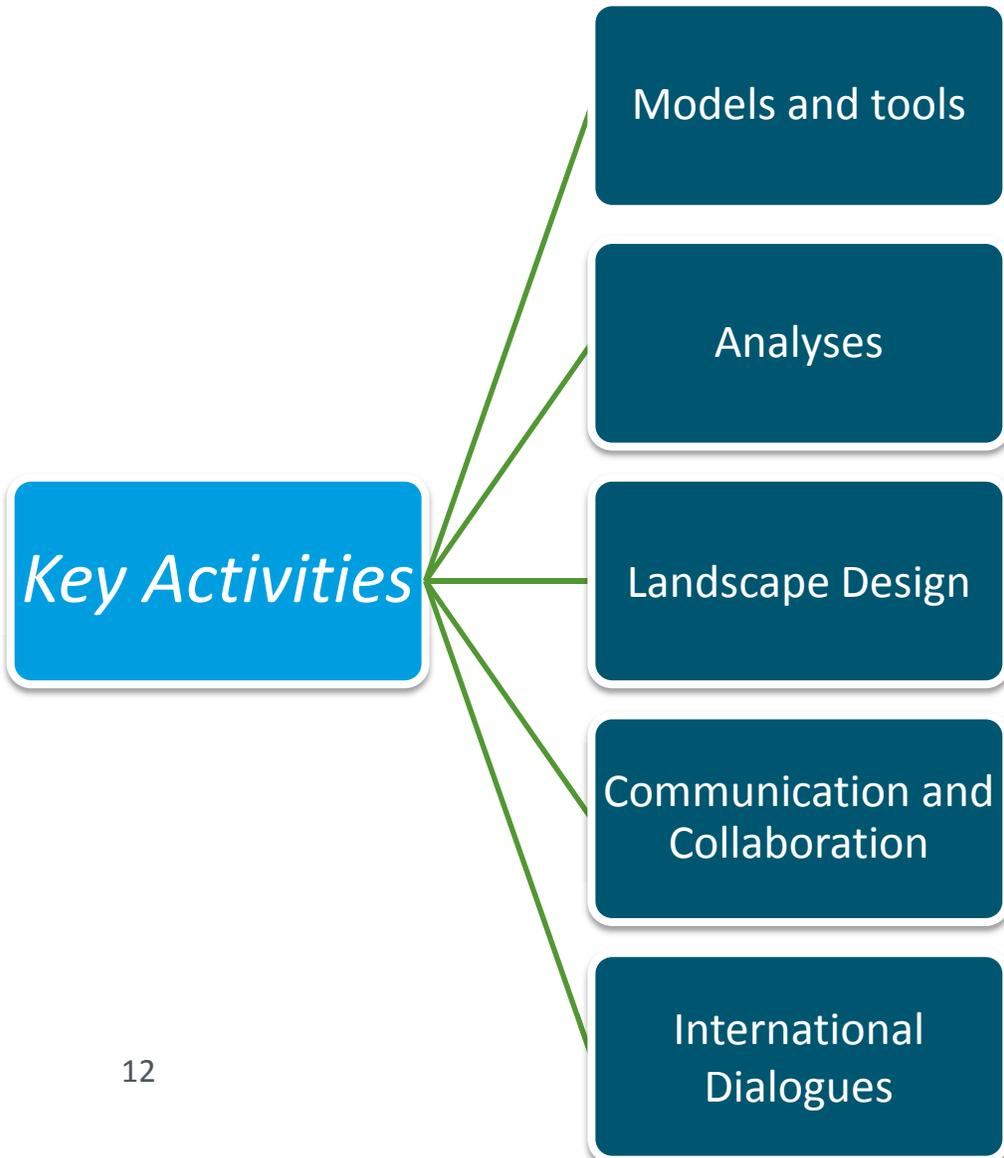 Models and tools
Analyses
Key Activities
Landscape Design
Communication and
Collaboration
International
Dialogues
12